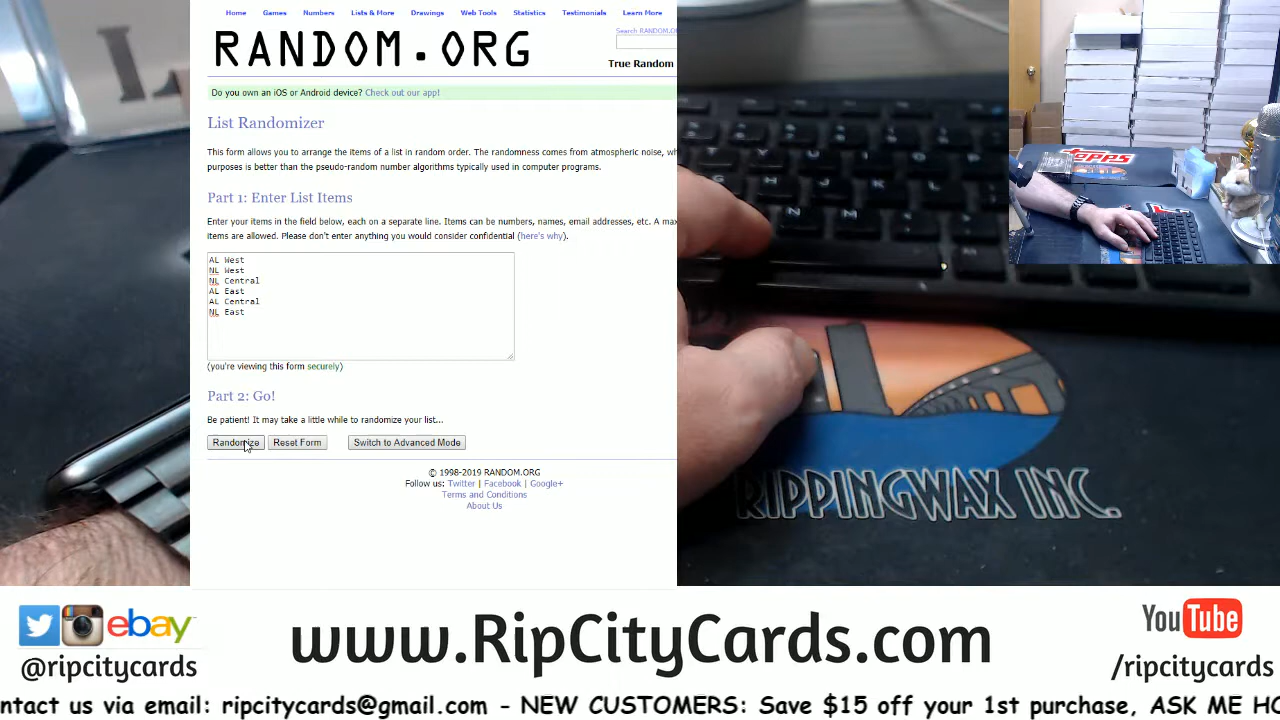 Home Games Numbers Lists & More Drawings Web Tools Statistics Testimonials Learn More
RANDOM.ORG
Search RANDOM.O
True Random
Do you own an iOS or Android device? Check out our app!
List Randomizer
This form allows you to arrange the items of a list in random order. The randomness comes from atmospheric noise, wh
purposes is better than the pseudo-random number algorithms typically used in computer programs.
Part 1: Enter List Items
Enter your items in the field below, each on a separate line. Items can be numbers, names, email addresses, etc. A max
items are allowed. Please don't enter anything you would consider confidential (here's why).
AL West
NL West
NL Central
AL East
AL Central
NL East
(you're viewing this form securely)
Part 2: Go!
Be patient! It may take a little while to randomize your list...
Randomize Reset Form Switch to Advanced Mode
© 1998-2019 RANDOM.ORG
Follow us: Twitter | Facebook | Google+
Terms and Conditions
About Us
topps
RIPPINGWAX INC.
ebay
@ripcitycards
www.RipCityCards.com
YouTube
/ripcitycards
ntact us via email: ripcitycards@gmail.com - NEW CUSTOMERS: Save $15 off your 1st purchase, ASK ME HO